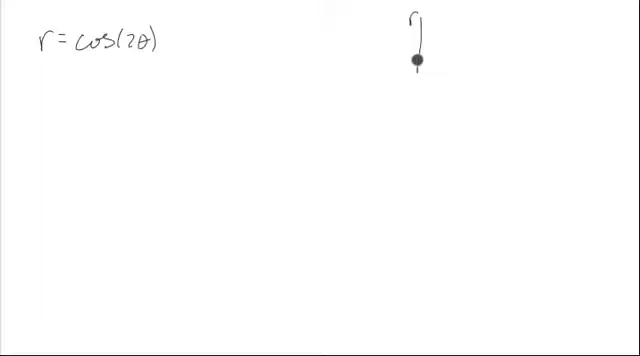 r = cos(2θ)
r